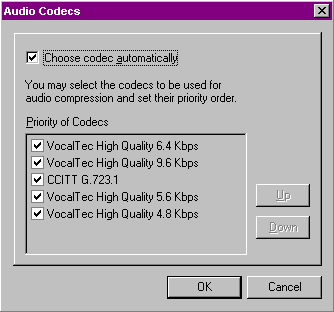 Audio Codecs
Choose codec automatically
You may select the codecs to be used for
audio compression and set their priority order.
Priority of Codecs
VocalTec High Quality 6.4 Kbps
VocalTec High Quality 9.6 Kbps
CCITT G.723.1
VocalTec High Quality 5.6 Kbps
VocalTec High Quality 4.8 Kbps
Up
Down
OK
Cancel